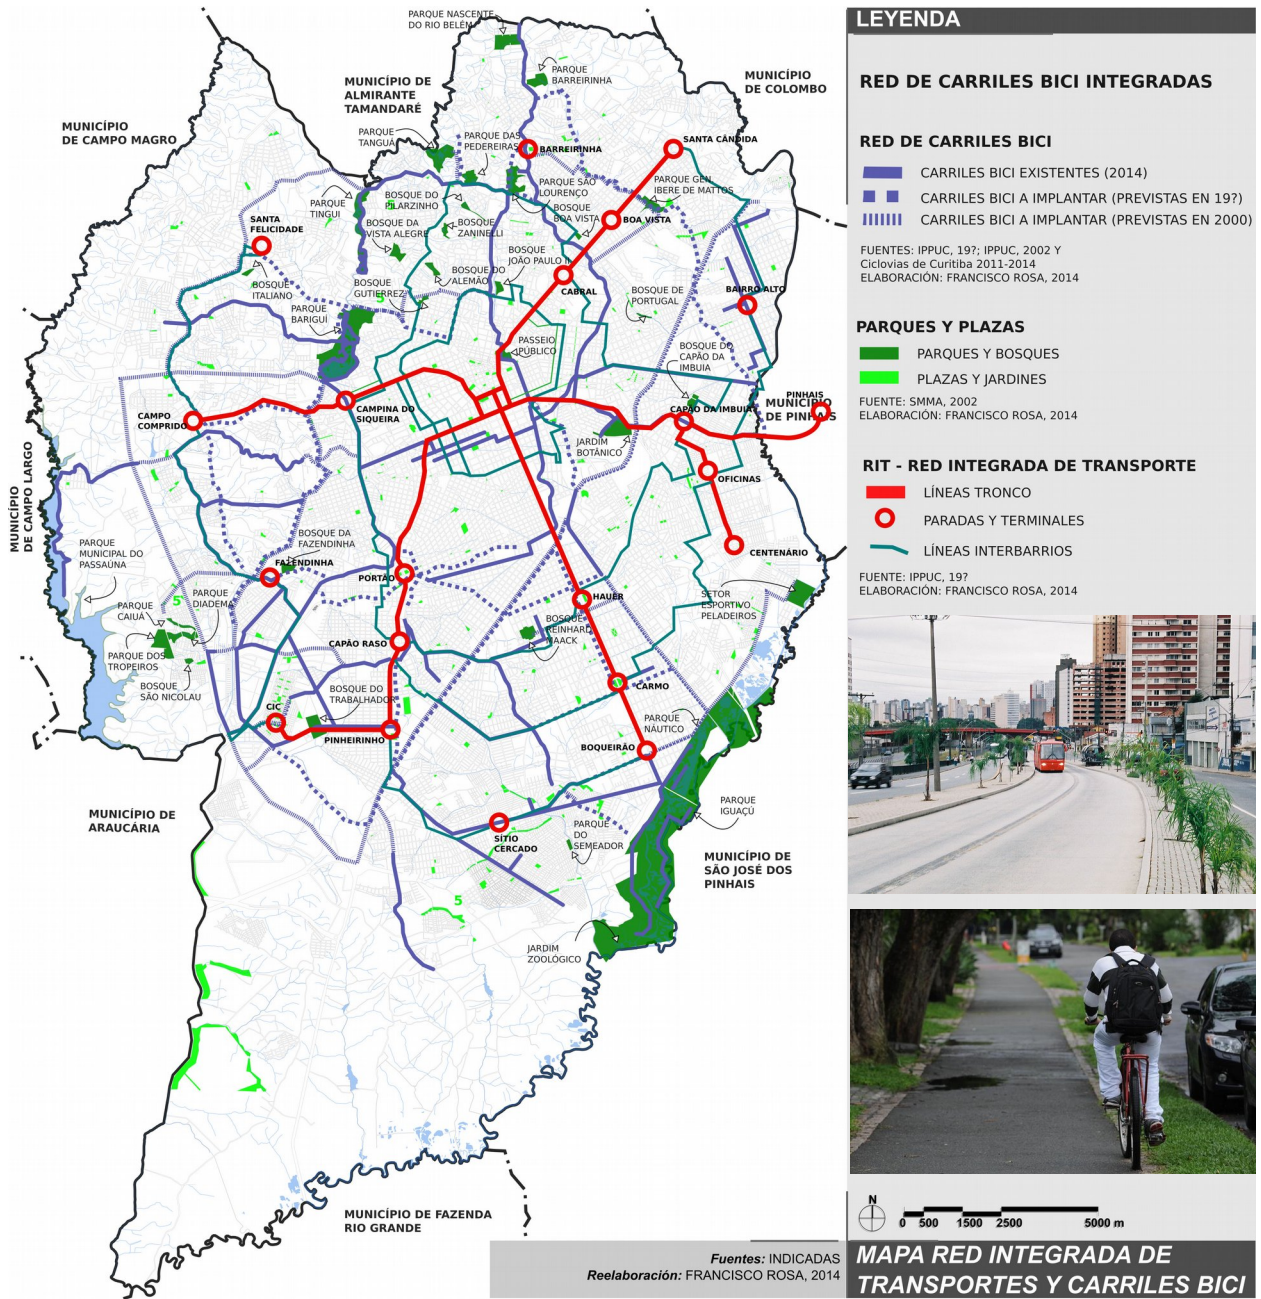 PARQUE NASCENTE
DO RIO BELÉM
MUNICÍPIO DE
ALMIRANTE
TAMANDARÉ
PARQUE
BARREIRINHA
MUNICÍPIO
DE COLOMBO
MUNICÍPIO
DE CAMPO MAGRO
PARQUE
TANGUÁ
PARQUE DAS
PEDEREIRAS
BARREIRINHA
SANTA CÂNDIDA
PARQUE
TINGUI
BOSQUE DO
PILARZINHO
PARQUE SÃO
LOURENÇO
PARQUE GEN.
IBERE DE MATTOS
SANTA
FELICIDADE
BOSQUE DA
VISTA ALEGRE
BOSQUE
ZANINELLI
BOSQUE
BOA VISTA
BOA VISTA
BOSQUE
ITALIANO
BOSQUE
GUTIERREZ
BOSQUE DO
ALEMÃO
BOSQUE
JOÃO PAULO II
CABRAL
BOSQUE DE
PORTUGAL
BAIRRO ALTO
5
PARQUE
BARIGUÍ
PASSEIO
PÚBLICO
BOSQUE DO
CAPÃO DA
IMBUIA
CAMPO
COMPRIDO
CAMPINA DO
SIQUEIRA
CAPÃO DA IMBUIA
PINHAIS
MUNICÍPIO
DE PINHAIS
JARDIM
BOTÂNICO
OFICINAS
MUNICÍPIO
DE CAMPO LARGO
CENTENÁRIO
PARQUE
MUNICIPAL DO
PASSAÚNA
BOSQUE DA
FAZENDINHA
FAZENDINHA
PORTÃO
PARQUE
CAIUÁ
5
PARQUE
DIADEMA
HAUER
SETOR
ESPORTIVO
PELADEIROS
BOSQUE
REINHARD
MAACK
PARQUE DOS
TROPEIROS
CAPÃO RASO
BOSQUE
SÃO NICOLAU
BOSQUE DO
TRABALHADOR
CARMO
CIC
PINHEIRINHO
PARQUE
NÁUTICO
BOQUEIRÃO
MUNICÍPIO DE
ARAUCÁRIA
SÍTIO
CERCADO
PARQUE
DO
SEMEADOR
PARQUE
IGUAÇÙ
MUNICÍPIO DE
SÃO JOSÉ DOS
PINHAIS
5
JARDIM
ZOOLÓGICO
MUNICÍPIO DE FAZENDA
RIO GRANDE
Fuentes: INDICADAS
Reelaboración: FRANCISCO ROSA, 2014
LEYENDA
RED DE CARRILES BICI INTEGRADAS
RED DE CARRILES BICI
CARRILES BICI EXISTENTES (2014)
CARRILES BICI A IMPLANTAR (PREVISTAS EN 19?)
CARRILES BICI A IMPLANTAR (PREVISTAS EN 2000)
FUENTES: IPPUC, 19?; IPPUC, 2002 Y
Ciclovias de Curitiba 2011-2014
ELABORACIÓN: FRANCISCO ROSA, 2014
PARQUES Y PLAZAS
PARQUES Y BOSQUES
PLAZAS Y JARDINES
FUENTE: SMMA, 2002
ELABORACIÓN: FRANCISCO ROSA, 2014
RIT - RED INTEGRADA DE TRANSPORTE
LÍNEAS TRONCO
PARADAS Y TERMINALES
LÍNEAS INTERBARRIOS
FUENTE: IPPUC, 19?
ELABORACIÓN: FRANCISCO ROSA, 2014
N
0 500 1500 2500 5000 m
MAPA RED INTEGRADA DE
TRANSPORTES Y CARRILES BICI